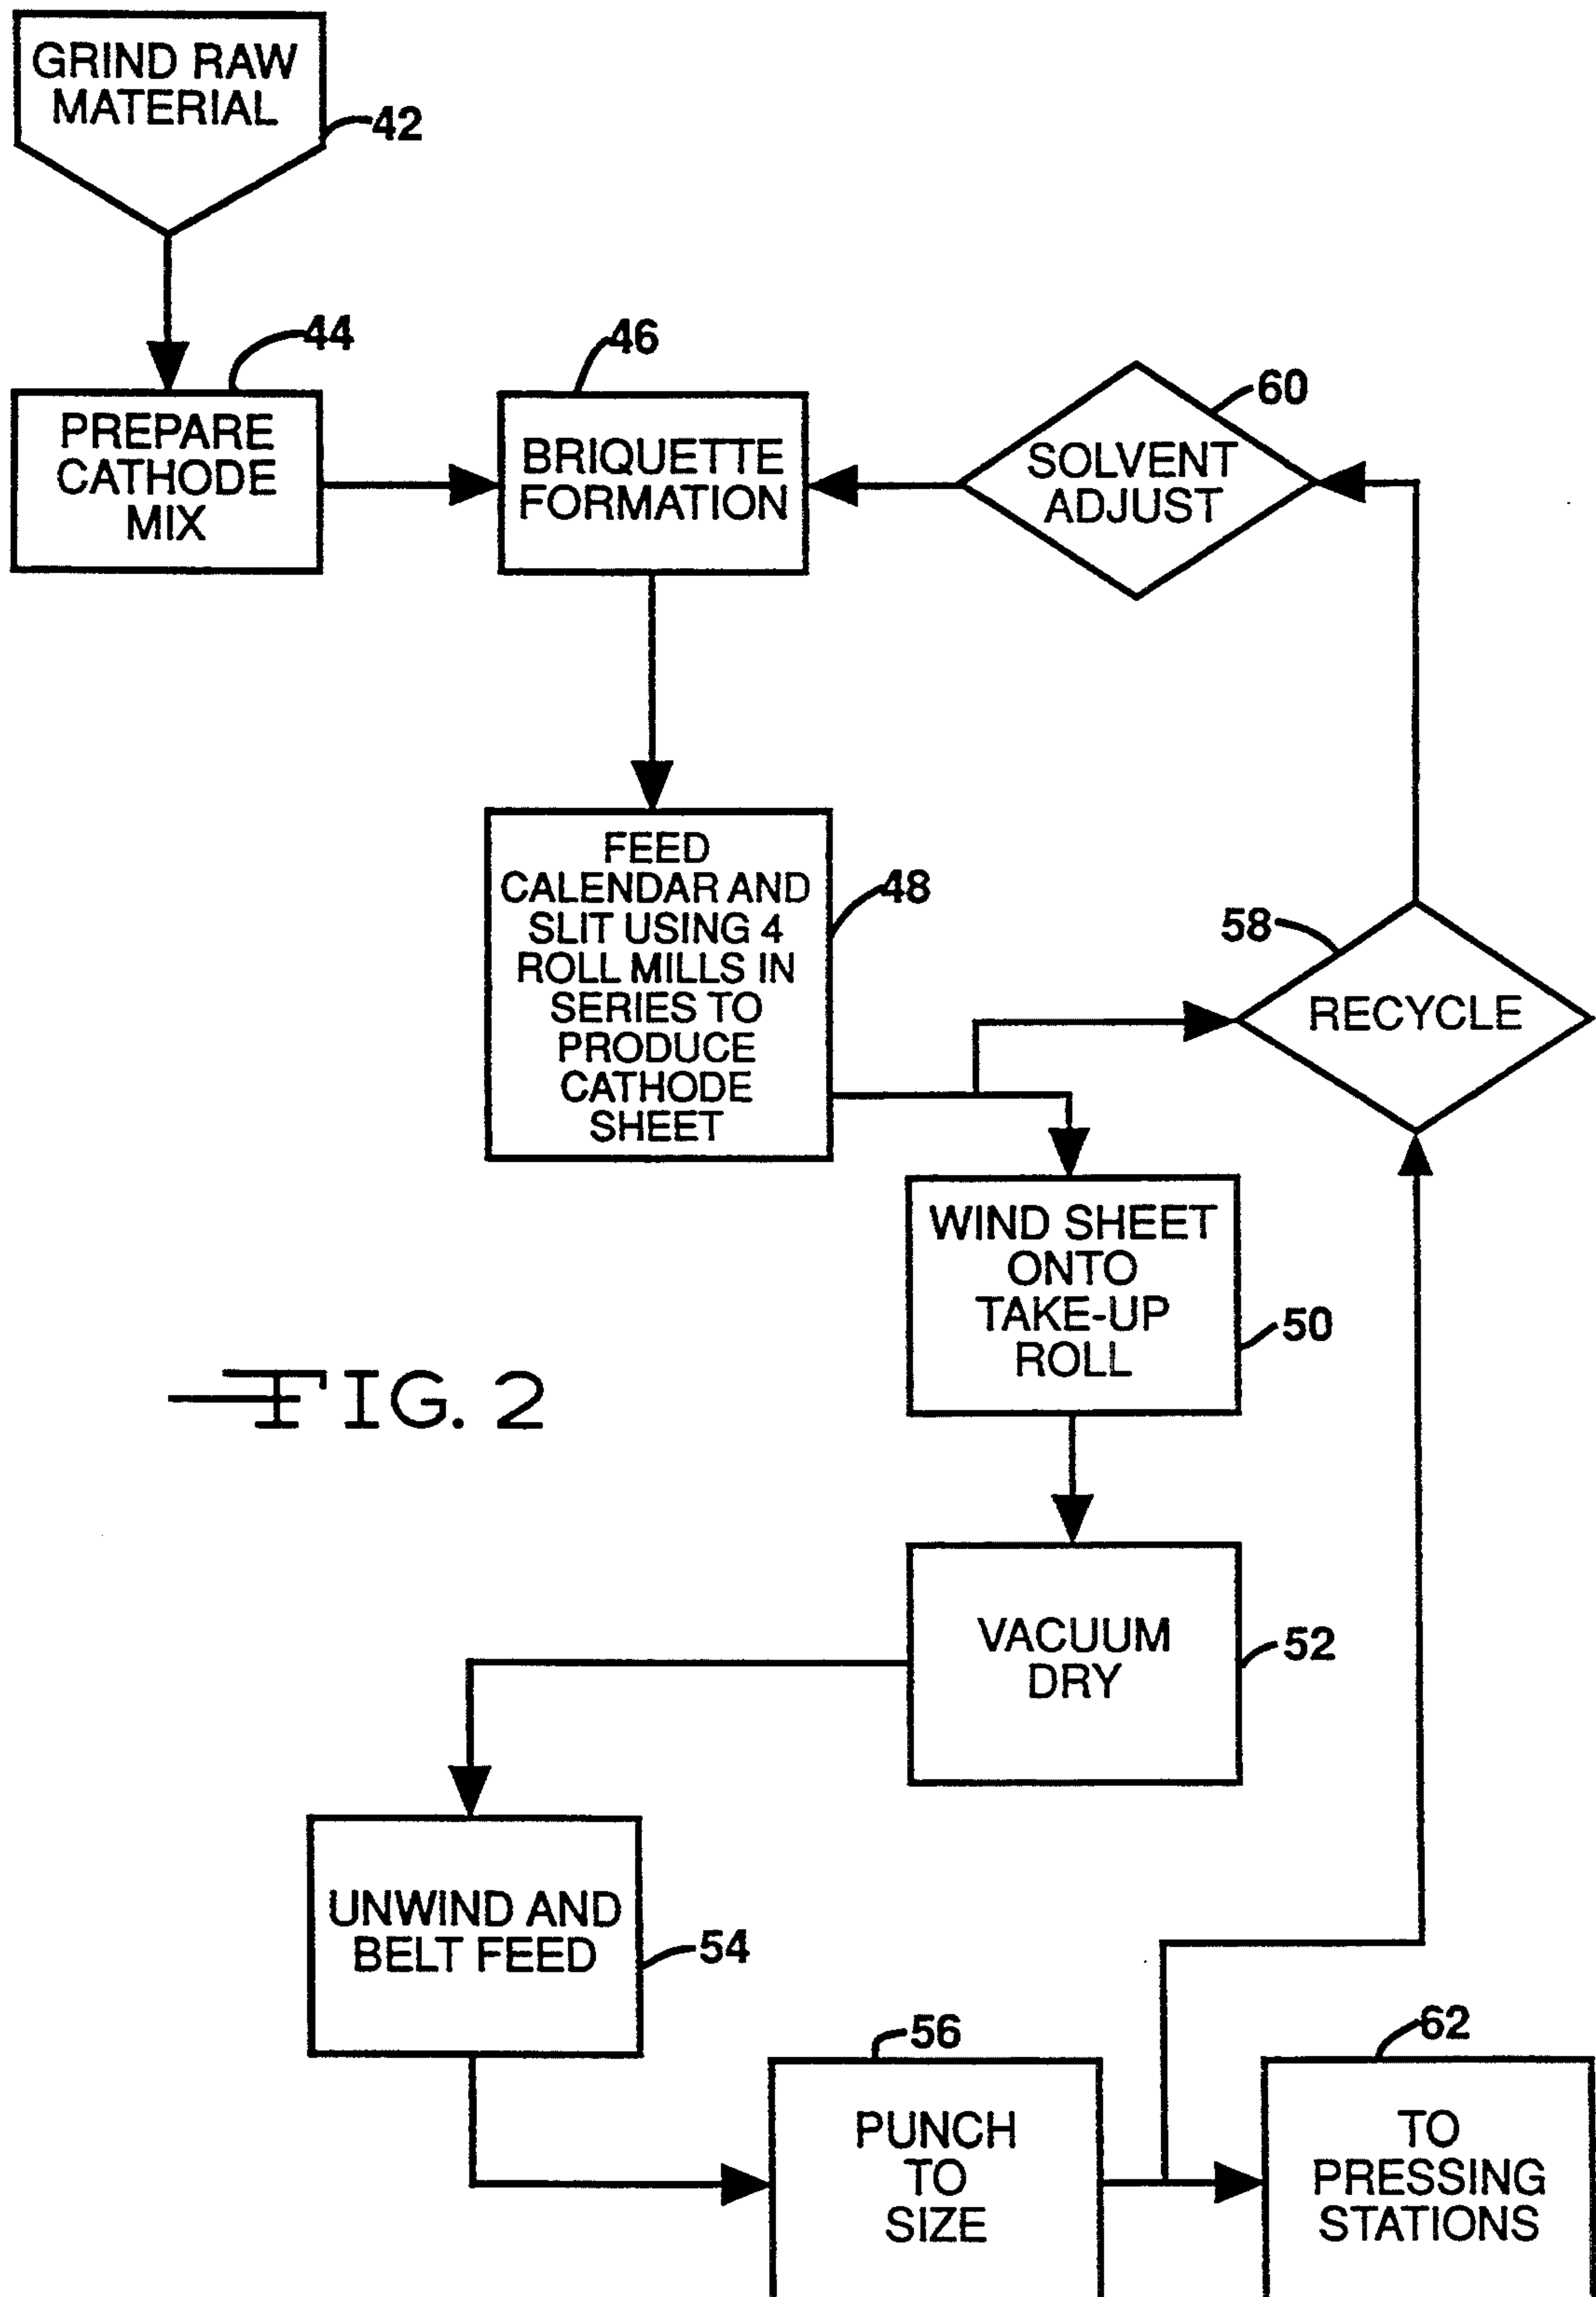 GRIND RAW
MATERIAL
42
44
PREPARE
CATHODE
MIX
46
BRIQUETTE
FORMATION
60
SOLVENT
ADJUST
FEED
CALENDAR AND
SLIT USING 4
ROLL MILLS IN
SERIES TO
PRODUCE
CATHODE
SHEET
48
58
RECYCLE
WIND SHEET
ONTO
TAKE-UP
ROLL
50
FIG. 2
VACUUM
DRY
52
UNWIND AND
BELT FEED
54
56
PUNCH
TO
SIZE
62
TO
PRESSING
STATIONS